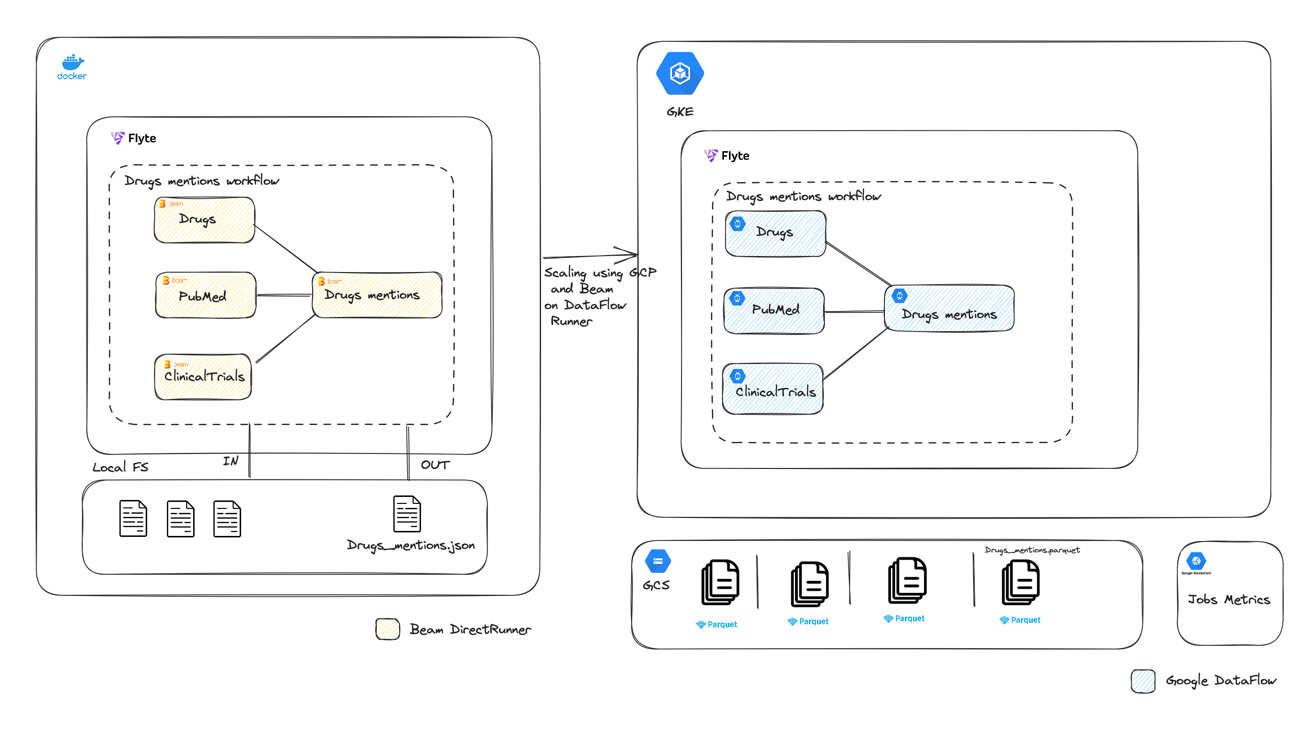 docker
Flyte
Drugs mentions workflow
beam
Drugs
beam
PubMed
beam
Drugs mentions
beam
ClinicalTrials
Local FS
IN
OUT
Drugs_mentions.json
Beam DirectRunner
Scaling using GCP
and Beam
on DataFlow
Runner
GKE
Flyte
Drugs mentions workflow
Drugs
PubMed
Drugs mentions
ClinicalTrials
GCS
Parquet
Parquet
Parquet
Drugs_mentions.parquet
Parquet
Jobs Metrics
Google DataFlow